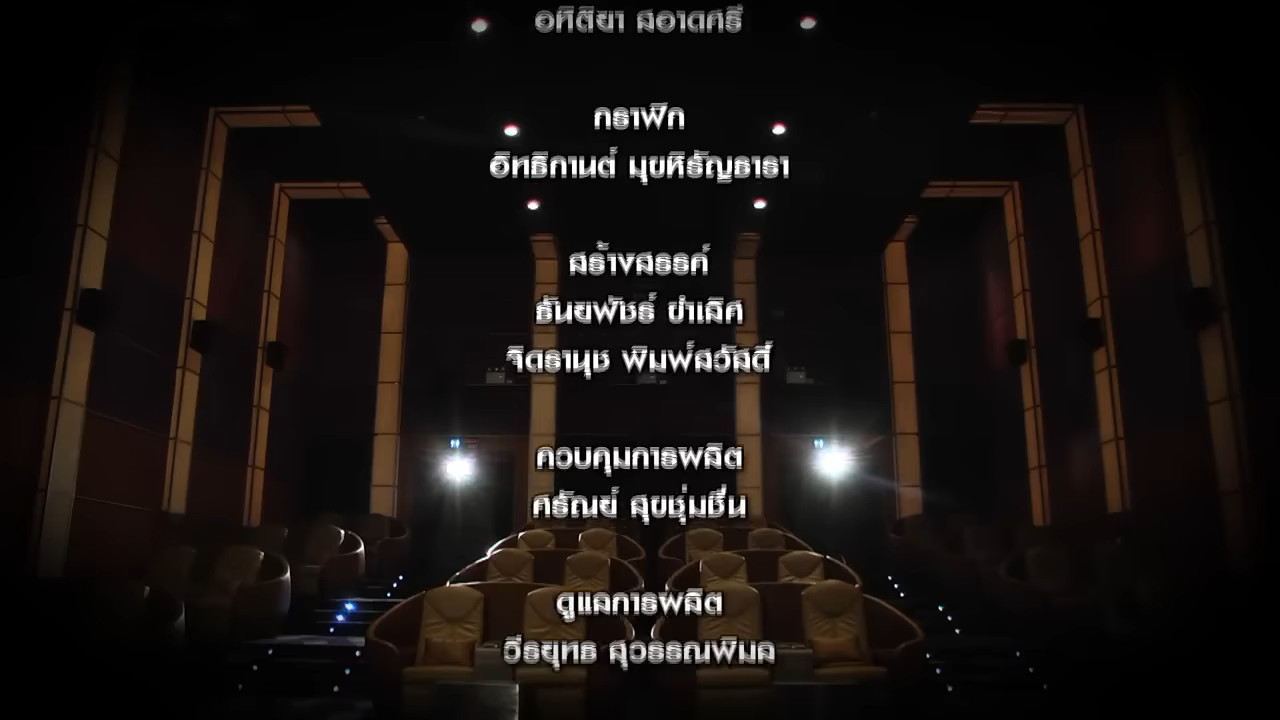 อทิติยา สอาดศรี
กราฟิก
อิทธิกานต์ มุขหิรัญธารา
สร้างสรรค์
ธันยพัชธ์ ขำเลิศ
จิตรานุช พิมพ์สวัสดิ์
ควบคุมการผลิต
ศรัณย์ สุขชุ่มชื่น
ดูแลการผลิต
วีรยุทธ สุวรรณพิมล